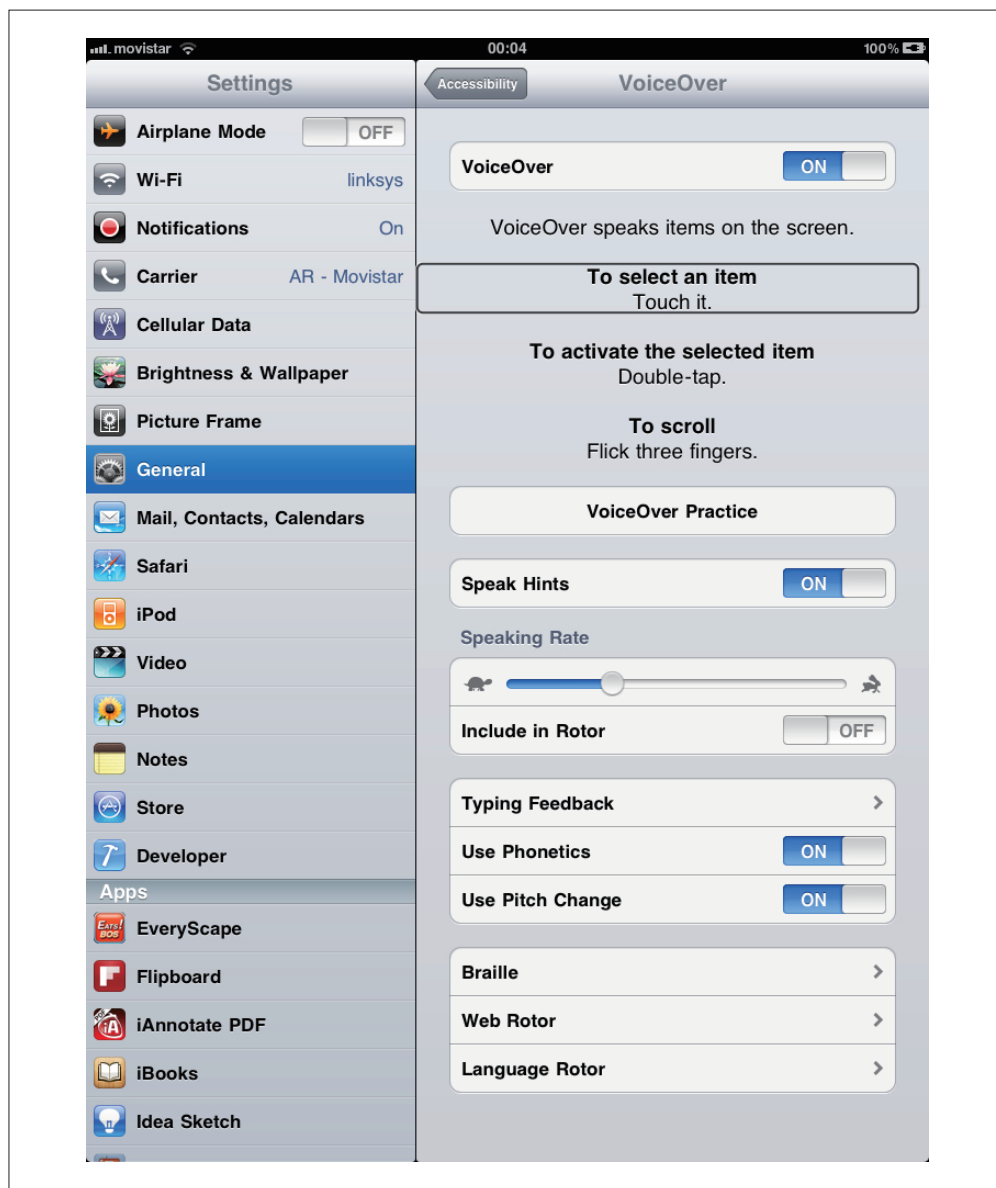 movistar 00:04 100%
Settings
Airplane Mode OFF
Wi-Fi linksys
Notifications On
Carrier AR - Movistar
Cellular Data
Brightness & Wallpaper
Picture Frame
General
Mail, Contacts, Calendars
Safari
iPod
Video
Photos
Notes
Store
Developer
Apps
EATS!
BOS
EveryScape
Flipboard
iA
iAnnotate PDF
iBooks
Idea Sketch
Accessibility VoiceOver
VoiceOver ON
VoiceOver speaks items on the screen.
To select an item
Touch it.
To activate the selected item
Double-tap.
To scroll
Flick three fingers.
VoiceOver Practice
Speak Hints ON
Speaking Rate
Include in Rotor OFF
Typing Feedback
Use Phonetics ON
Use Pitch Change ON
Braille
Web Rotor
Language Rotor